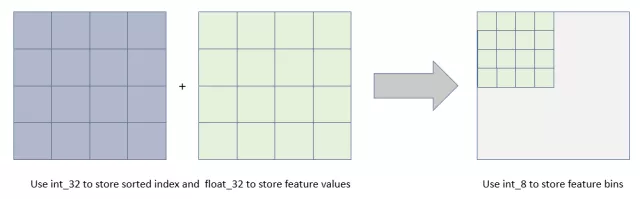 +
Use int_32 to store sorted index and float_32 to store feature values
Use int_8 to store feature bins